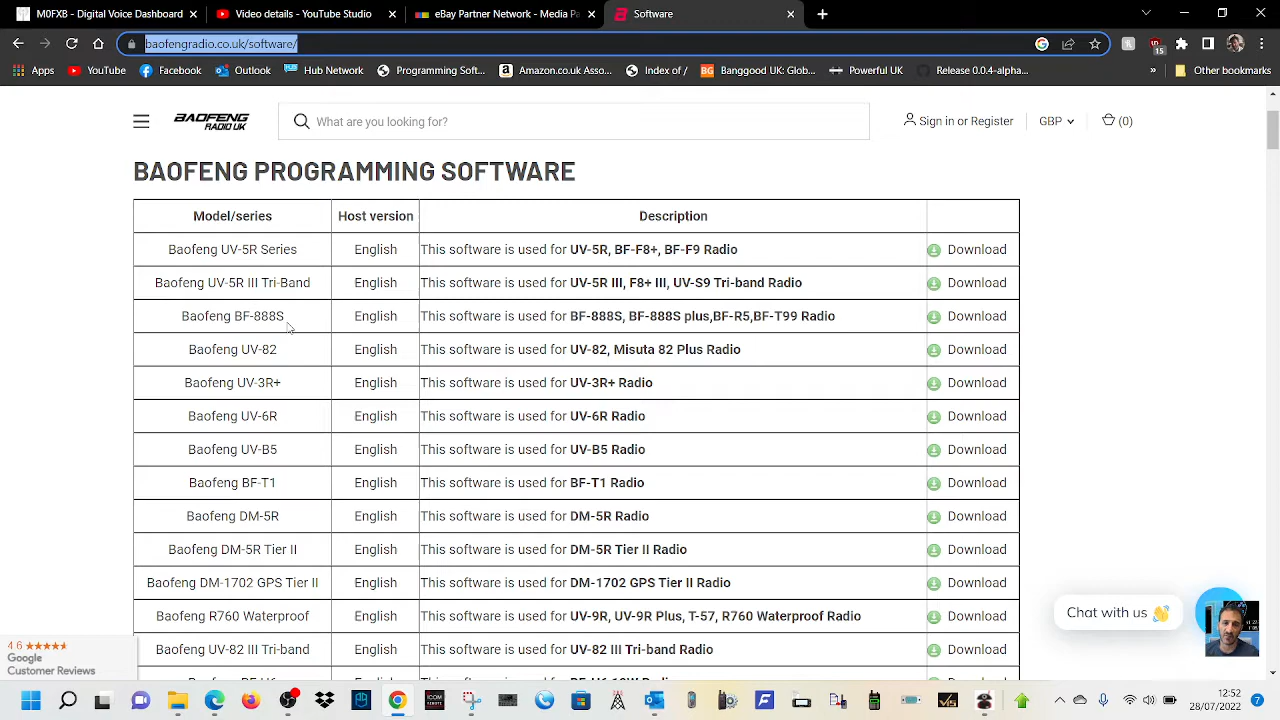 M0FXB - Digital Voice Dashboard
Video details - YouTube Studio
eBay Partner Network - Media Pa
Software
baofengradio.co.uk/software/
15
Apps
YouTube
Facebook
Outlook
Hub Network
Programming Soft...
Amazon.co.uk-Asso...
Index of /
BG Banggood UK Glob...
Powerful UK
Release 0.0.4-alpha...
»
Other bookmarks
BAOFENG RADIO UK
What are you looking for?
Sign in or Register
GBP
(0)
BAOFENG PROGRAMMING SOFTWARE
Model/series Host version Description
Baofeng UV-5R Series English This software is used for UV-5R, BF-F8+, BF-F9 Radio Download
Baofeng UV-5R III Tri-Band English This software is used for UV-5R III, F8+ III, UV-S9 Tri-band Radio Download
Baofeng BF-888S English This software is used for BF-888S, BF-888S plus,BF-R5,BF-T99 Radio Download
Baofeng UV-82 English This software is used for UV-82, Misuta 82 Plus Radio Download
Baofeng UV-3R+ English This software is used for UV-3R+ Radio Download
Baofeng UV-6R English This software is used for UV-6R Radio Download
Baofeng UV-B5 English This software is used for UV-B5 Radio Download
Baofeng BF-T1 English This software is used for BF-T1 Radio Download
Baofeng DM-5R English This software is used for DM-5R Radio Download
Baofeng DM-5R Tier II English This software is used for DM-5R Tier II Radio Download
Baofeng DM-1702 GPS Tier II English This software is used for DM-1702 GPS Tier II Radio Download
Baofeng R760 Waterproof English This software is used for UV-9R, UV-9R Plus, T-57, R760 Waterproof Radio Download
Baofeng UV-82 III Tri-band English This software is used for UV-82 III Tri-band Radio Download
Chat with us 👋
4.6 ★★★★★
Google
Customer Reviews
12:52
28/07/2022
7